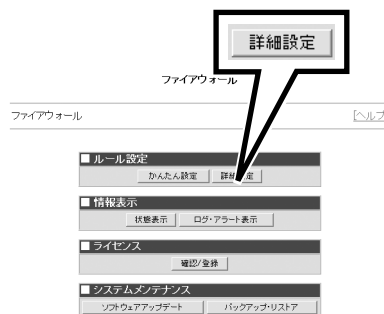 詳細設定
ファイアウォール
ファイアウォール
[ヘルプ
■ ルール設定
かんたん設定 詳細設定
■ 情報表示
状態表示 ログ・アラート表示
■ ライセンス
確認/登録
■ システムメンテナンス
ソフトウェアアップデート バックアップ・リストア